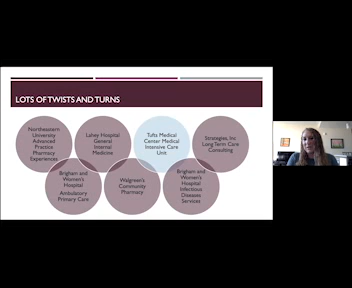 LOTS OF TWISTS AND TURNS
Northeastern
University
Advanced
Practice
Pharmacy
Experiences
Lahey Hospital
General
Internal
Medicine
Tufts Medical
Center Medical
Intensive Care
Unit
Strategies, Inc
Long Term Care
Consulting
Brigham and
Women's
Hospital
Ambulatory
Primary Care
Walgreen's
Community
Pharmacy
Brigham and
Women's
Hospital
Infectious
Diseases
Services